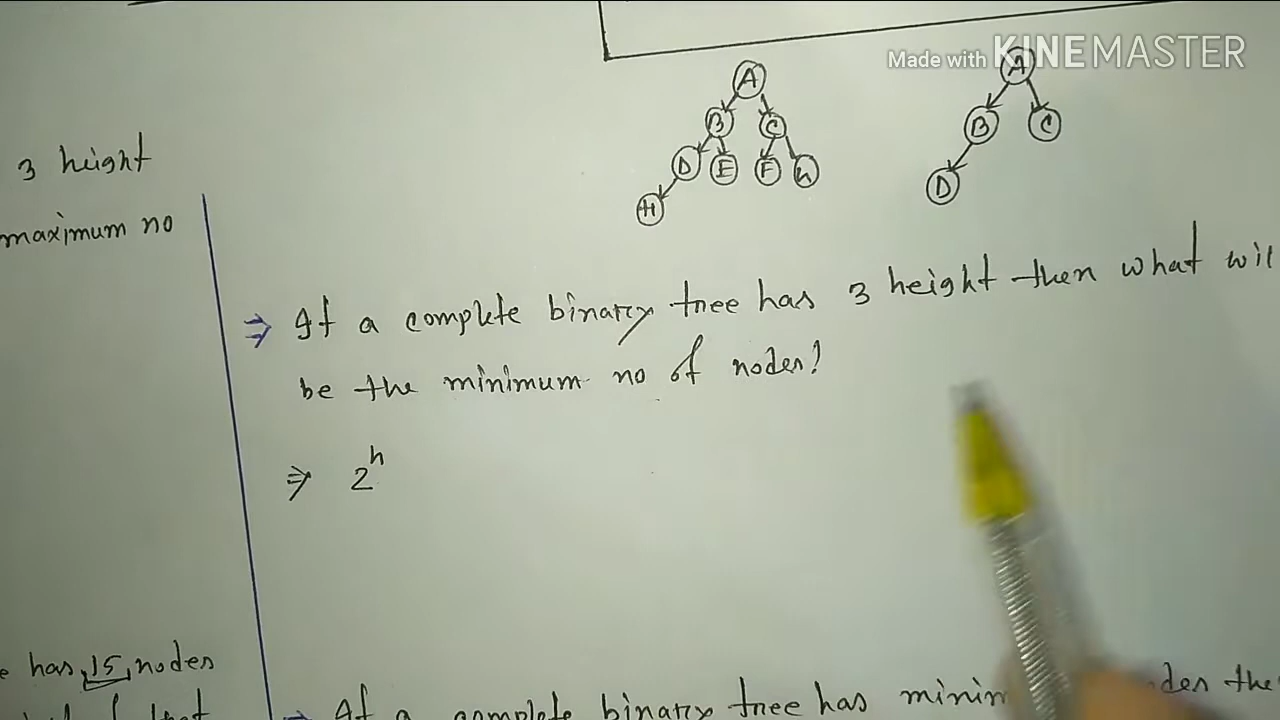 Made with KINEMASTER
A
B C
D E F G
H
A
B C
D
3 height
maximum no
⇒ If a complete binary tree has 3 height then what wil
be the minimum no of nodes?
⇒ 2^h
has 15 nodes
⇒ If a complete binary tree has the